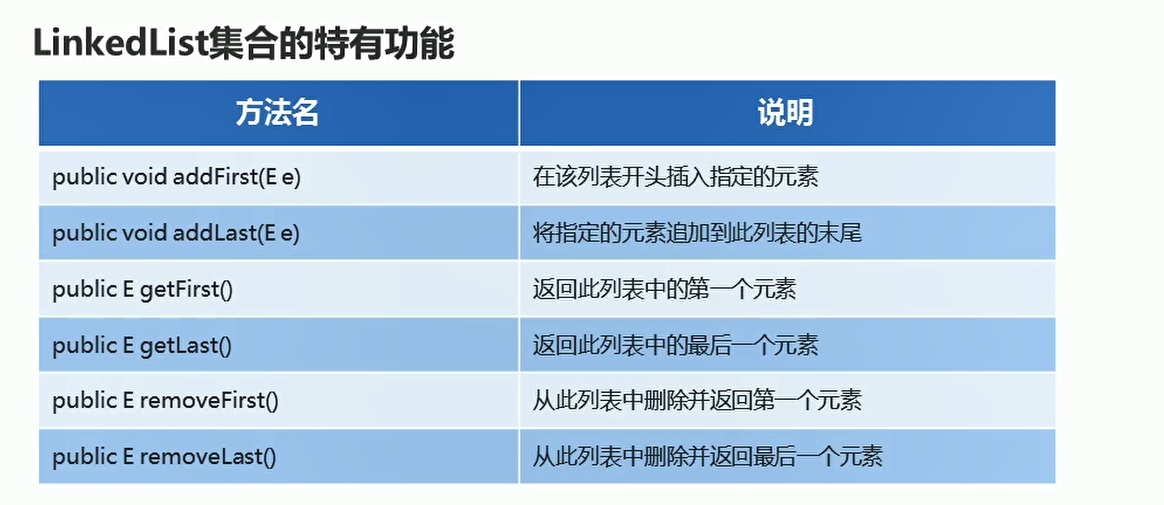 LinkedList集合的特有功能
方法名 说明
public void addFirst(E e) 在该列表开头插入指定的元素
public void addLast(E e) 将指定的元素追加到此列表的末尾
public E getFirst() 返回此列表中的第一个元素
public E getLast() 返回此列表中的最后一个元素
public E removeFirst() 从此列表中删除并返回第一个元素
public E removeLast() 从此列表中删除并返回最后一个元素